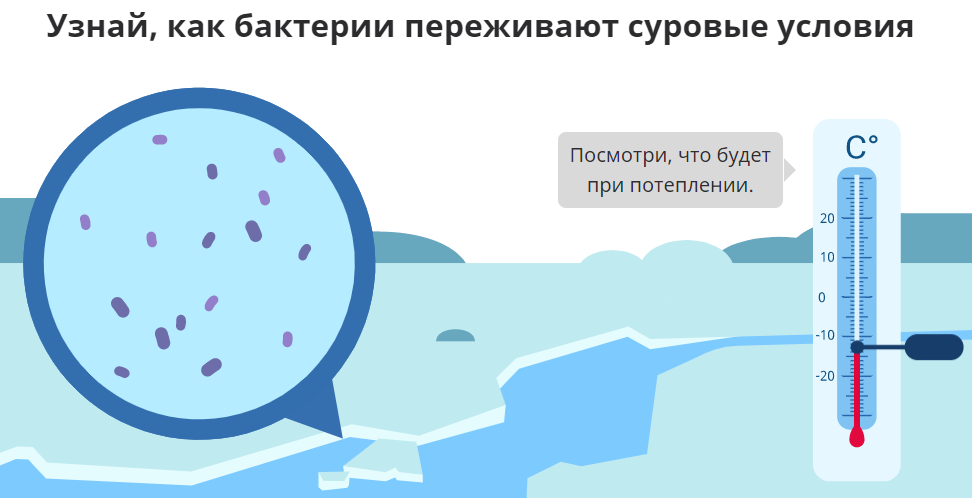 Узнай, как бактерии переживают суровые условия
Посмотри, что будет
при потеплении.
C°
20
10
0
-10
-20